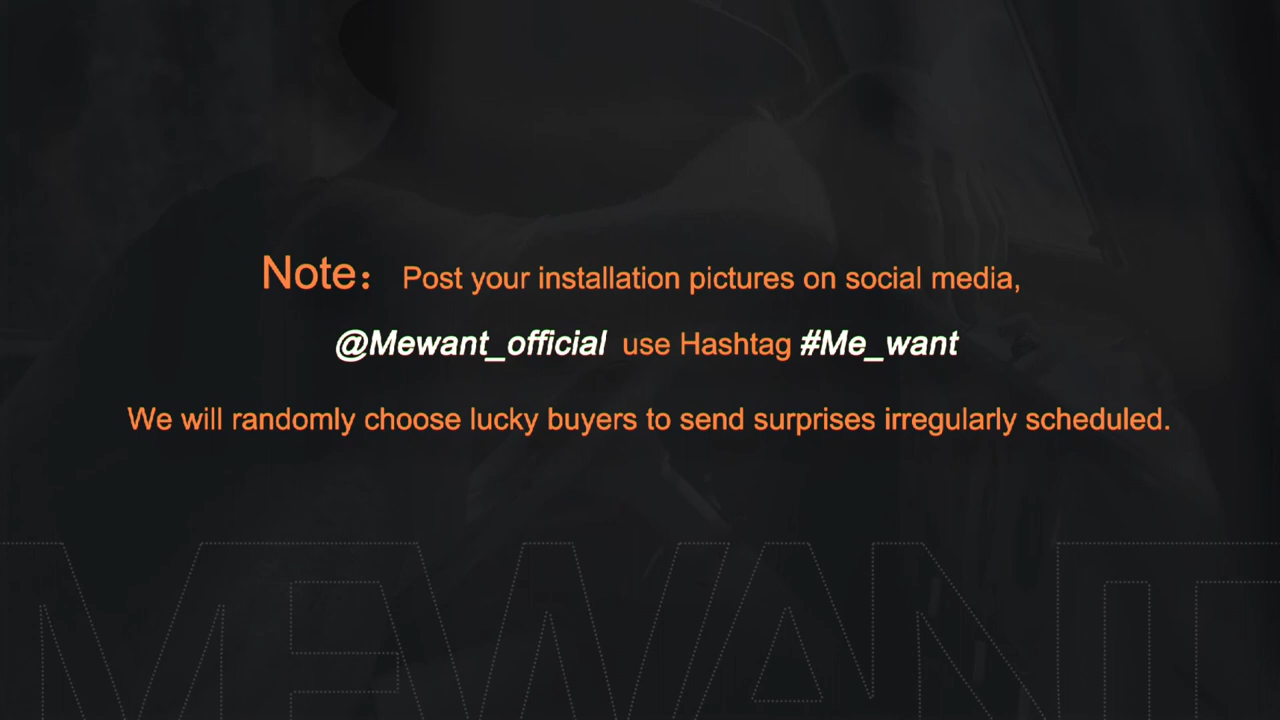 Note： Post your installation pictures on social media,
@Mewant_official use Hashtag #Me_want
We will randomly choose lucky buyers to send surprises irregularly scheduled.
MEWANT